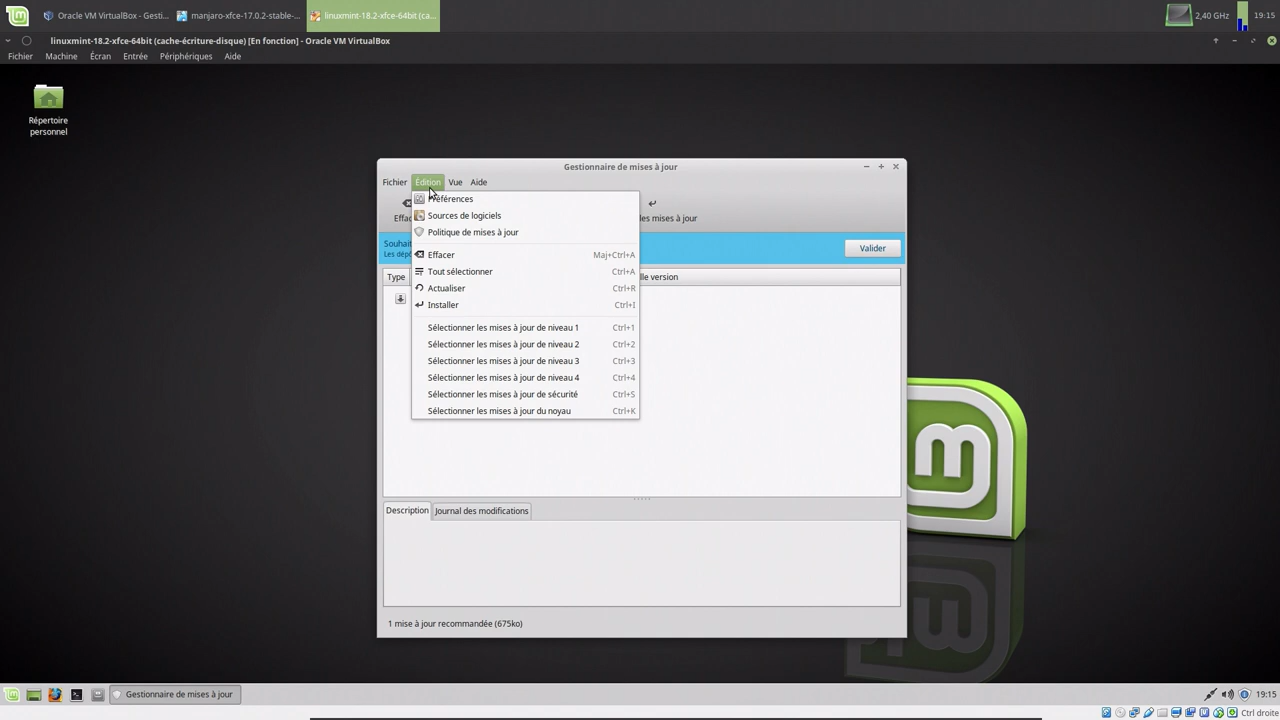 Oracle VM VirtualBox - Gesti...
manjaro-xfce-17.0.2-stable-...
linuxmint-18.2-xfce-64bit (ca...
2,40 GHz
19:15
linuxmint-18.2-xfce-64bit (cache-écriture-disque) [En fonction] - Oracle VM VirtualBox
Fichier Machine Écran Entrée Périphériques Aide
Répertoire
personnel
Gestionnaire de mises à jour
Fichier Édition Vue Aide
Préférences
Sources de logiciels
Politique de mises à jour
Effacer Maj+Ctrl+A
Tout sélectionner Ctrl+A
Actualiser Ctrl+R
Installer Ctrl+I
Sélectionner les mises à jour de niveau 1 Ctrl+1
Sélectionner les mises à jour de niveau 2 Ctrl+2
Sélectionner les mises à jour de niveau 3 Ctrl+3
Sélectionner les mises à jour de niveau 4 Ctrl+4
Sélectionner les mises à jour de sécurité Ctrl+S
Sélectionner les mises à jour du noyau Ctrl+K
les mises à jour
Valider
Type
version
Description Journal des modifications
1 mise à jour recommandée (675ko)
Gestionnaire de mises à jour
19:15
Ctrl droite